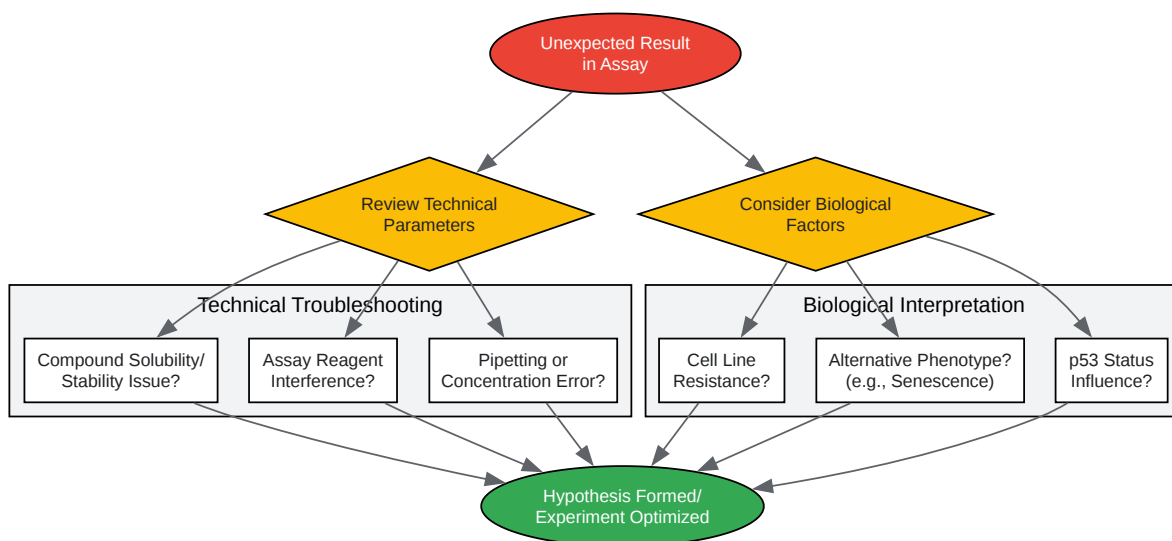 Unexpected Result
in Assay
Review Technical
Parameters
Consider Biological
Factors
Technical Troubleshooting
Compound Solubility/
Stability Issue?
Assay Reagent
Interference?
Pipetting or
Concentration Error?
Biological Interpretation
Cell Line
Resistance?
Alternative Phenotype?
(e.g., Senescence)
p53 Status
Influence?
Hypothesis Formed/
Experiment Optimized